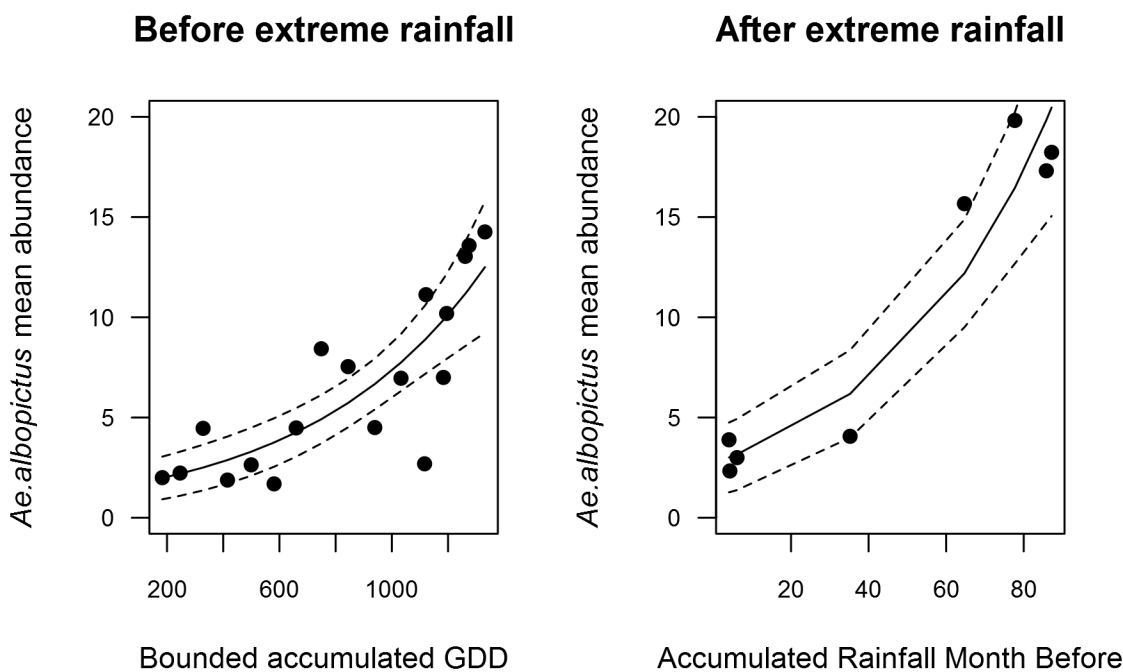 Before extreme rainfall
Ae.albopictus mean abundance
20
15
10
5
0
200
600
1000
Bounded accumulated GDD
After extreme rainfall
Ae.albopictus mean abundance
20
15
10
5
0
20
40
60
80
Accumulated Rainfall Month Before